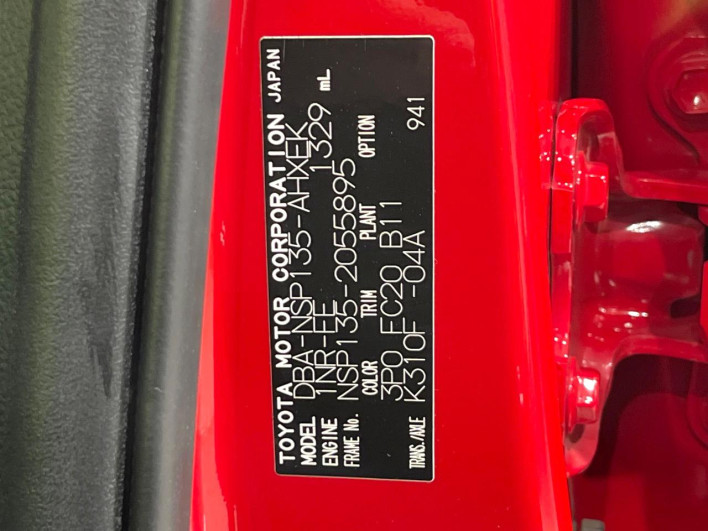 TOYOTA MOTOR CORPORATION JAPAN
MODEL DBA-NSP135-AHXEK
ENGINE 1NR-FE 1329 mL
FRAME No. NSP135-2055895
COLOR TRIM PLANT OPTION
3P0 FC20 B11 941
TRANS./AXLE K310F -04A